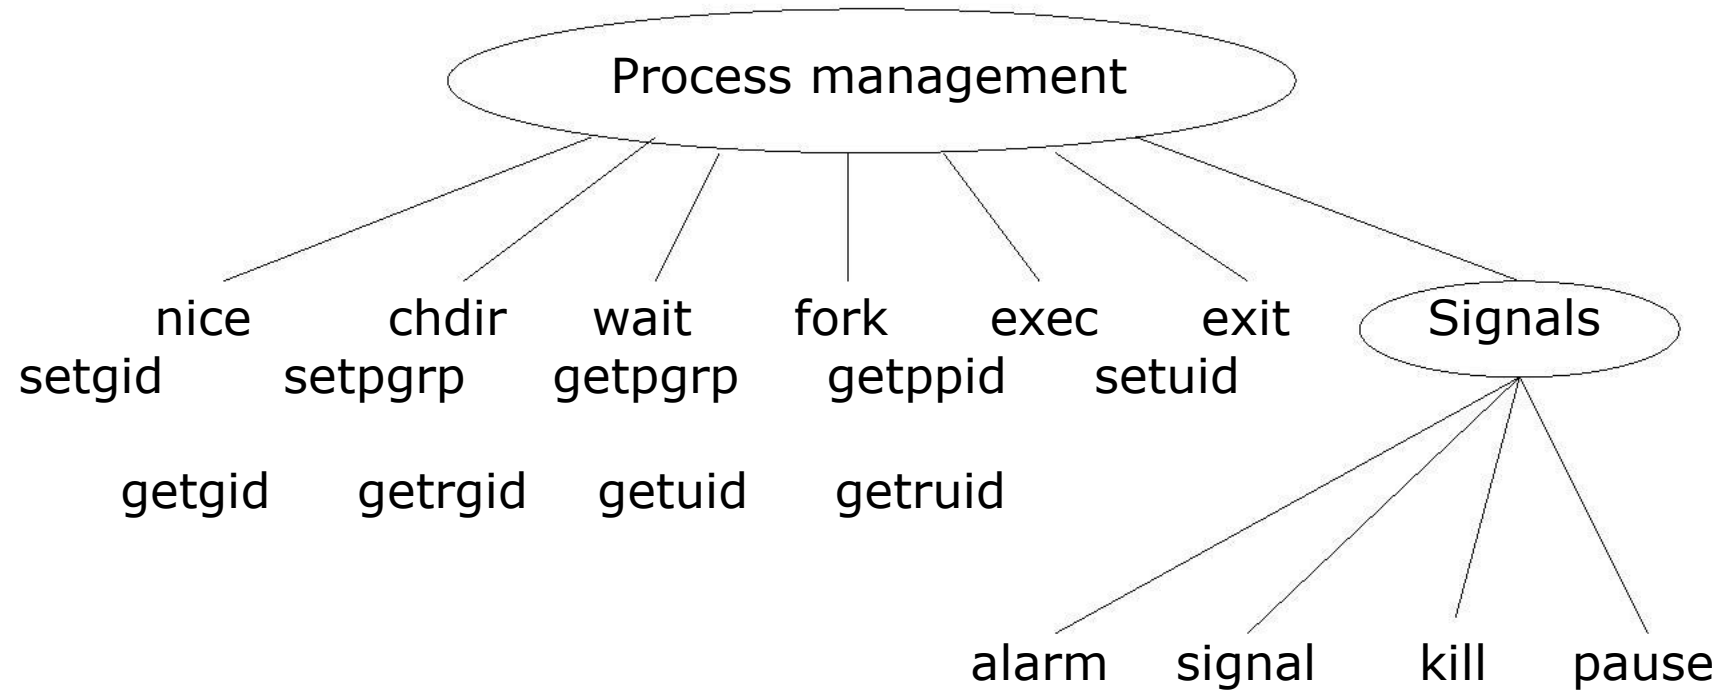 Process management
nice chdir wait fork exec exit Signals
setgid setpgrp getpgrp getppid setuid
getgid getrgid getuid getruid
alarm signal kill pause